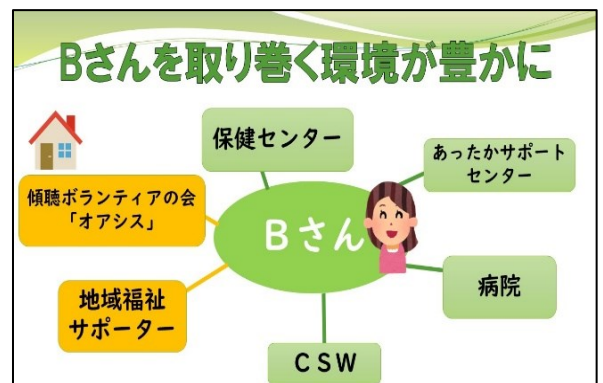 Bさんを取り巻く環境が豊かに
保健センター
あったかサポート
センター
傾聴ボランティアの会
「オアシス」
Bさん
病院
地域福祉
サポーター
CSW